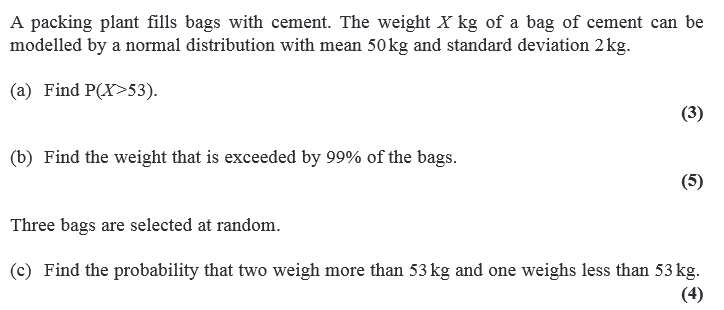 A packing plant fills bags with cement. The weight X kg of a bag of cement can be
modelled by a normal distribution with mean 50 kg and standard deviation 2 kg.
(a) Find P(X>53).
(3)
(b) Find the weight that is exceeded by 99% of the bags.
(5)
Three bags are selected at random.
(c) Find the probability that two weigh more than 53 kg and one weighs less than 53 kg.
(4)